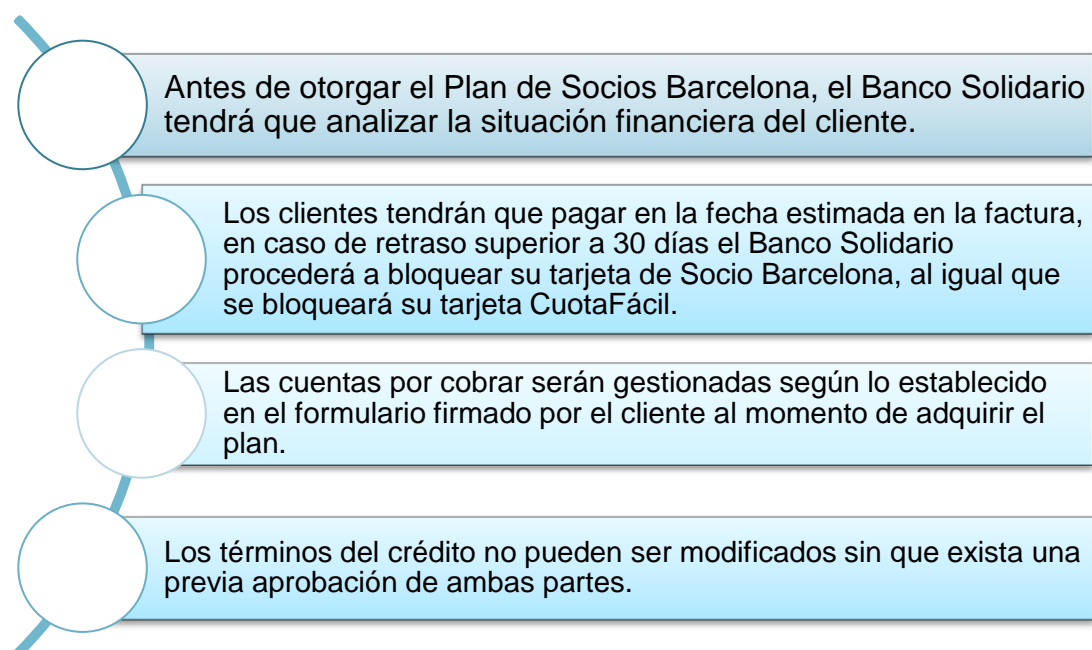 Antes de otorgar el Plan de Socios Barcelona, el Banco Solidario
tendrá que analizar la situación financiera del cliente.
Los clientes tendrán que pagar en la fecha estimada en la factura,
en caso de retraso superior a 30 días el Banco Solidario
procederá a bloquear su tarjeta de Socio Barcelona, al igual que
se bloqueará su tarjeta CuotaFácil.
Las cuentas por cobrar serán gestionadas según lo establecido
en el formulario firmado por el cliente al momento de adquirir el
plan.
Los términos del crédito no pueden ser modificados sin que exista una
previa aprobación de ambas partes.